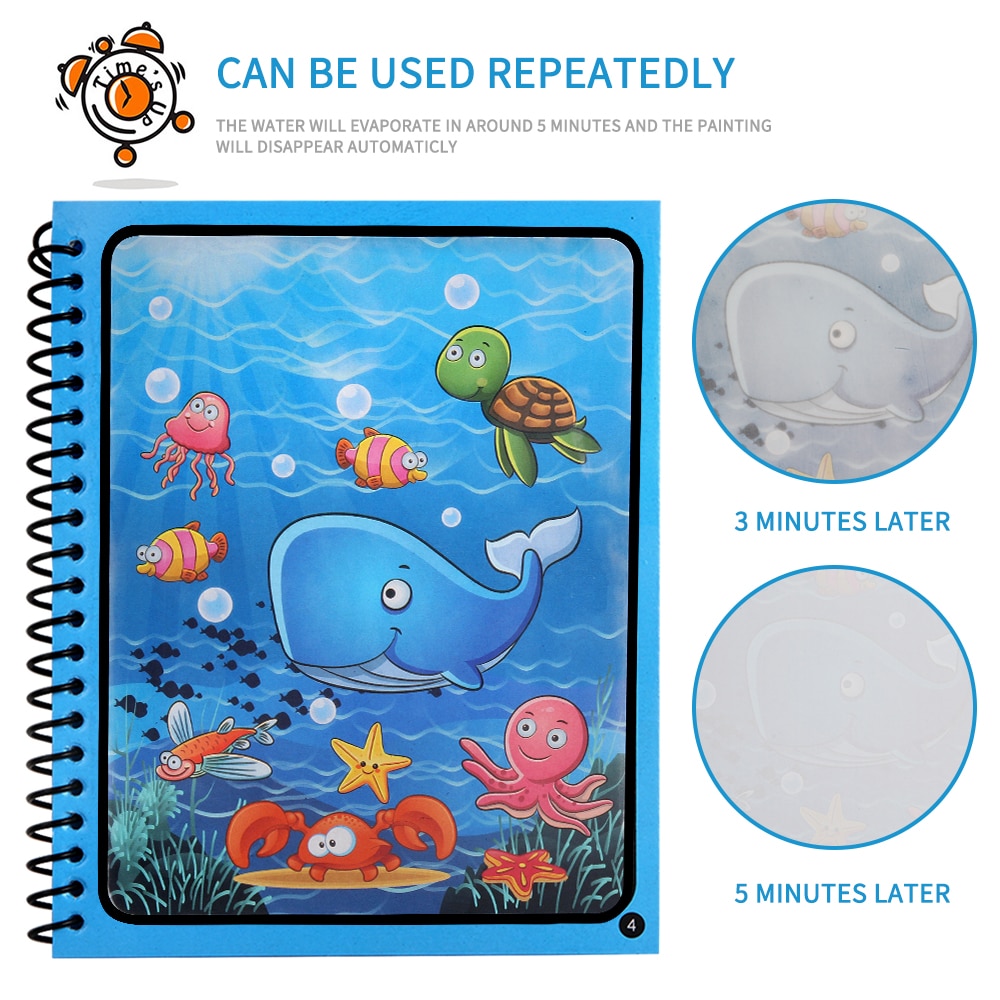 Time's Up
CAN BE USED REPEATEDLY
THE WATER WILL EVAPORATE IN AROUND 5 MINUTES AND THE PAINTING
WILL DISAPPEAR AUTOMATICLY
3 MINUTES LATER
5 MINUTES LATER
4